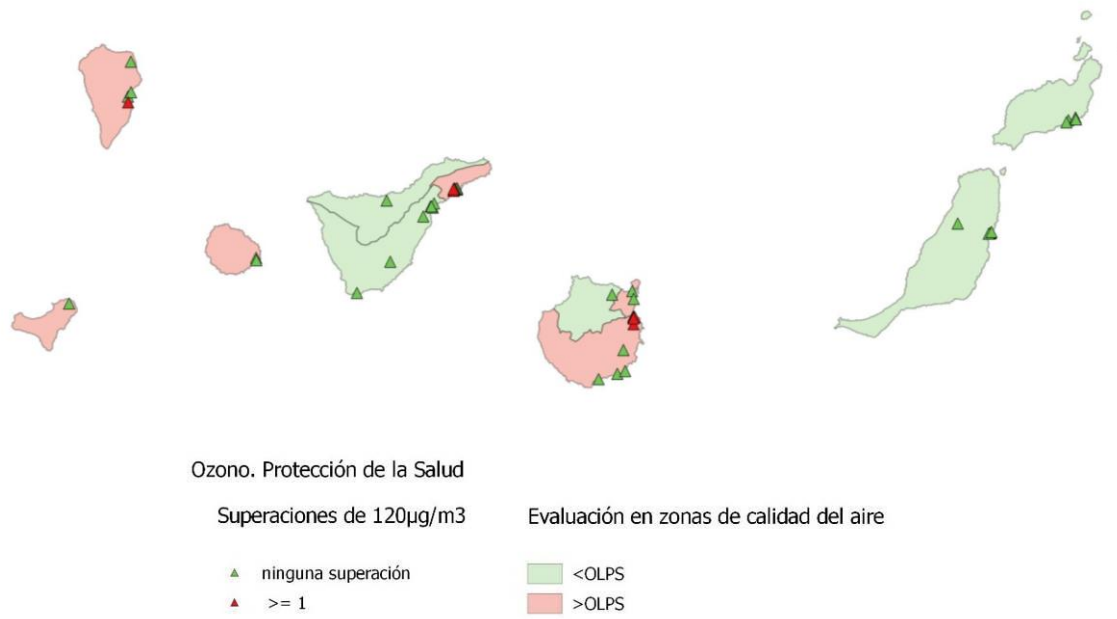 Ozono. Protección de la Salud
Superaciones de 120µg/m3
ninguna superación
>= 1
Evaluación en zonas de calidad del aire
<OLPS
>OLPS